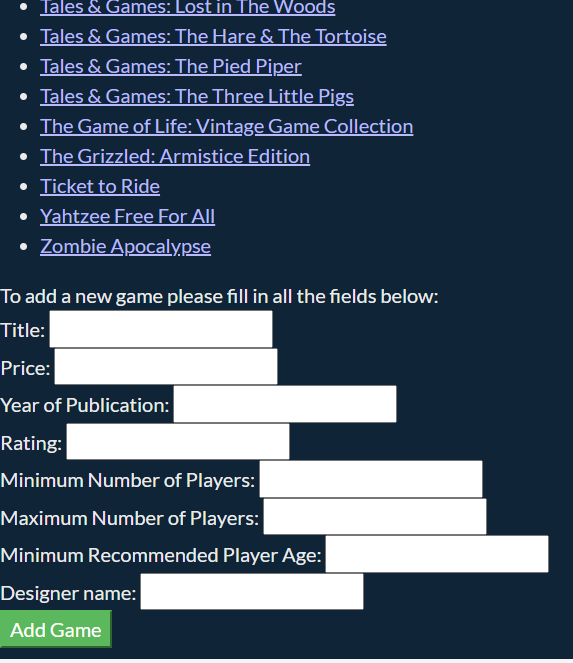 Tales & Games: Lost in The Woods
Tales & Games: The Hare & The Tortoise
Tales & Games: The Pied Piper
Tales & Games: The Three Little Pigs
The Game of Life: Vintage Game Collection
The Grizzled: Armistice Edition
Ticket to Ride
Yahtzee Free For All
Zombie Apocalypse
To add a new game please fill in all the fields below:
Title:
Price:
Year of Publication:
Rating:
Minimum Number of Players:
Maximum Number of Players:
Minimum Recommended Player Age:
Designer name:
Add Game